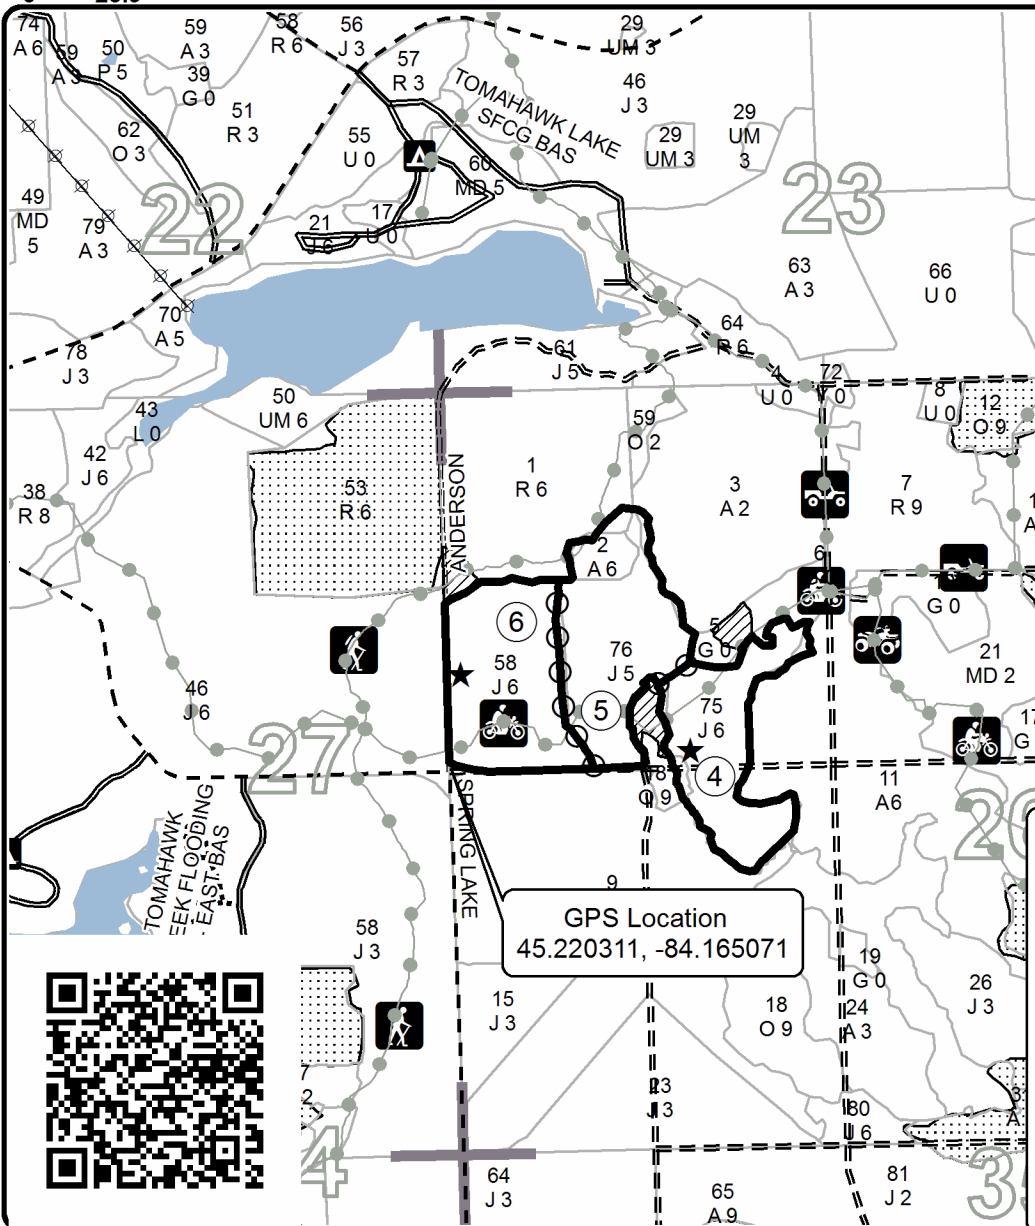 74
A 6
59
A 3
50
P 5
59
A 3
39
G 0
58
R 6
56
J 3
57
R 3
29
UM 3
46
J 3
51
R 3
62
O 3
55
U 0
TOMAHAWK LAKE
SFCG BAS
29
UM 3
29
UM
3
60
MD 5
49
MD
5
79
A 3
22
21
J 6
17
U 0
23
63
A 3
66
U 0
70
A 5
78
J 3
61
J 5
64
R 6
4
U 0
72
0
8
U 0
12
O 9
43
L 0
50
UM 6
59
O 2
42
J 6
38
R 8
53
R 6
ANDERSON
1
R 6
3
A 2
7
R 9
2
A 6
6
G 0
6
58
J 6
76
J 5
5
G 0
21
MD 2
46
J 6
5
75
J 6
27
4
8
O 9
11
A6
17
G
TOMAHAWK
EEK FLOODING
EAST BAS
SPRING LAKE
9
GPS Location
45.220311, -84.165071
58
J 3
15
J 3
18
O 9
19
G 0
24
A 3
26
J 3
23
J 3
80
J 6
64
J 3
65
A 9
81
J 2